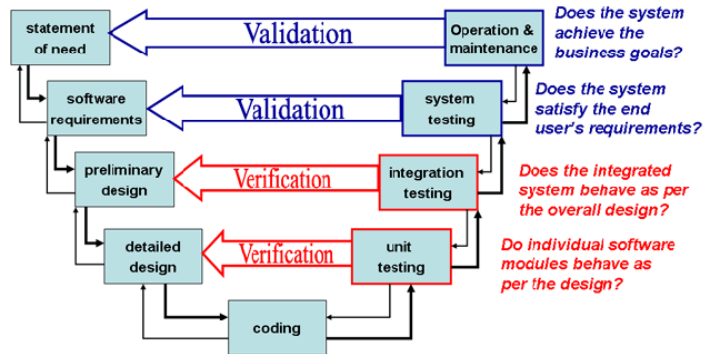 statement
of need
Validation
Operation &
maintenance
Does the system
achieve the
business goals?
software
requirements
Validation
system
testing
Does the system
satisfy the end
user's requirements?
preliminary
design
Verification
integration
testing
Does the integrated
system behave as per
the overall design?
detailed
design
Verification
unit
testing
Do individual software
modules behave as
per the design?
coding